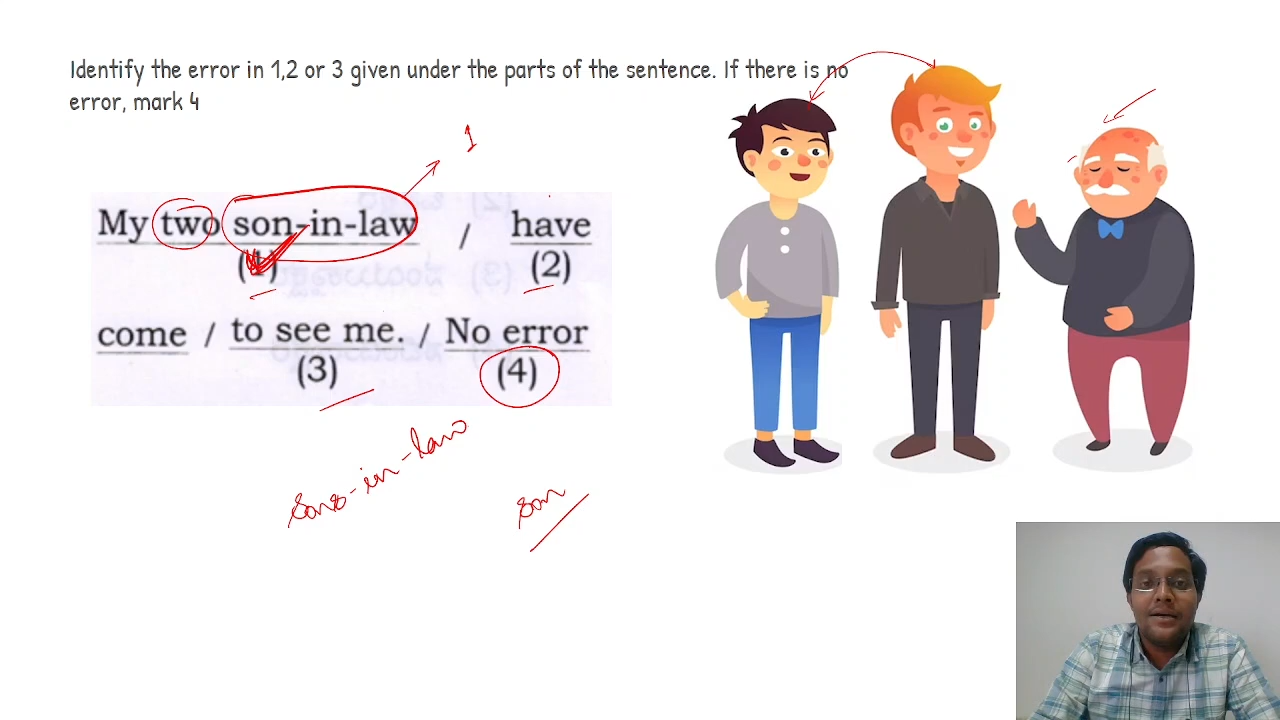 Identify the error in 1,2 or 3 given under the parts of the sentence. If there is no
error, mark 4
1
My two son-in-law / have
(1) (2)
come / to see me. / No error
(3) (4)
sons-in-law
son